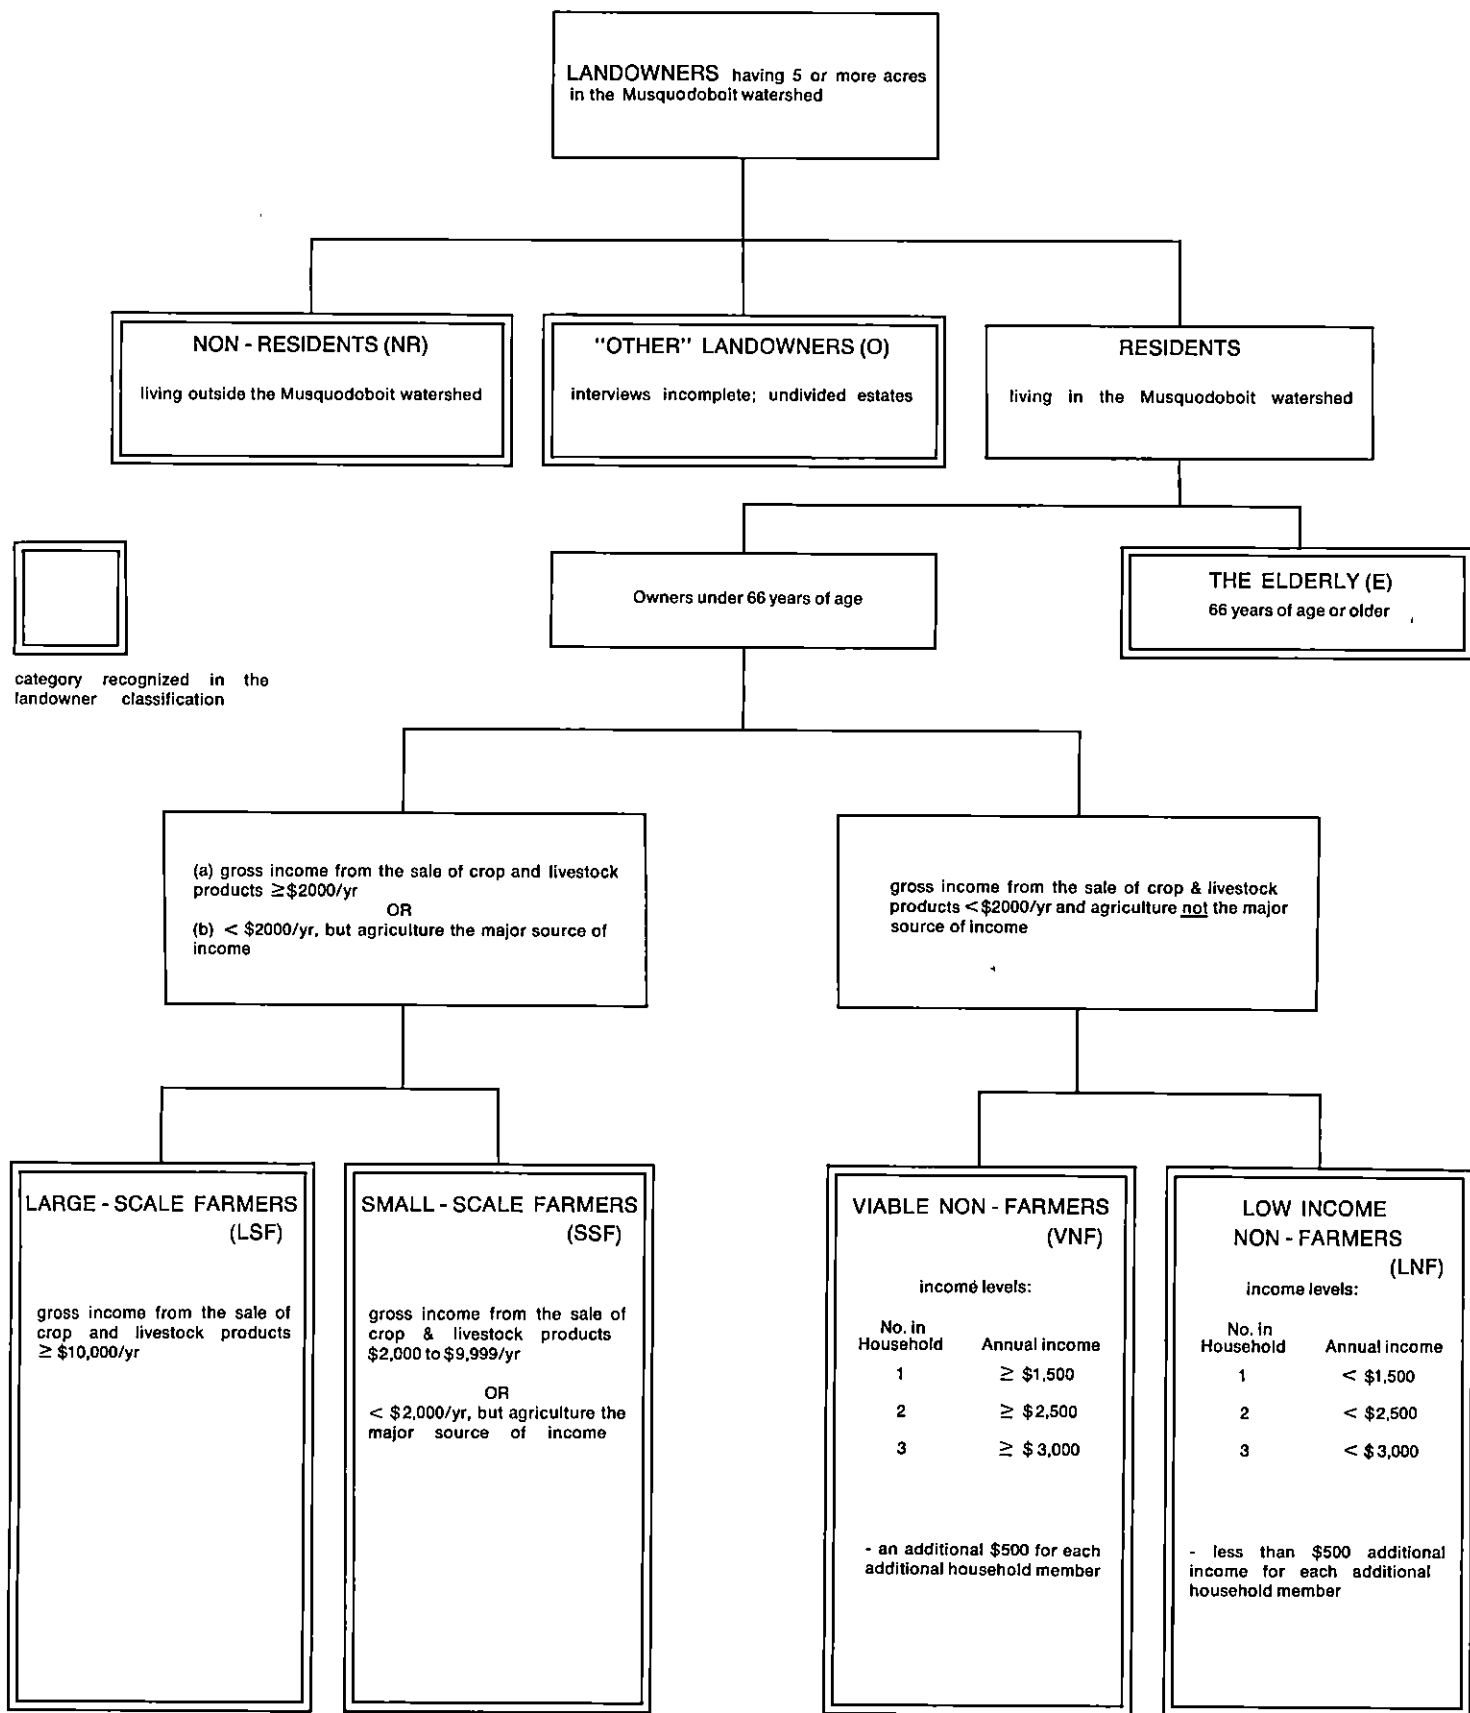 LANDOWNERS having 5 or more acres
in the Musquodoboit watershed
NON - RESIDENTS (NR)
living outside the Musquodoboit watershed
"OTHER" LANDOWNERS (O)
interviews incomplete; undivided estates
RESIDENTS
living in the Musquodoboit watershed
Owners under 66 years of age
THE ELDERLY (E)
66 years of age or older
category recognized in the
landowner classification
(a) gross income from the sale of crop and livestock
products ≥$2000/yr
OR
(b) < $2000/yr, but agriculture the major source of
income
gross income from the sale of crop & livestock
products <$2000/yr and agriculture not the major
source of income
LARGE - SCALE FARMERS
(LSF)
gross income from the sale of
crop and livestock products
≥ $10,000/yr
SMALL - SCALE FARMERS
(SSF)
gross income from the sale of
crop & livestock products
$2,000 to $9,999/yr
OR
< $2,000/yr, but agriculture the
major source of income
VIABLE NON - FARMERS
(VNF)
income levels:
No. in
Household Annual income
1 ≥ $1,500
2 ≥ $2,500
3 ≥ $3,000
- an additional $500 for each
additional household member
LOW INCOME
NON - FARMERS
(LNF)
income levels:
No. in
Household Annual income
1 < $1,500
2 < $2,500
3 < $3,000
- less than $500 additional
income for each additional
household member